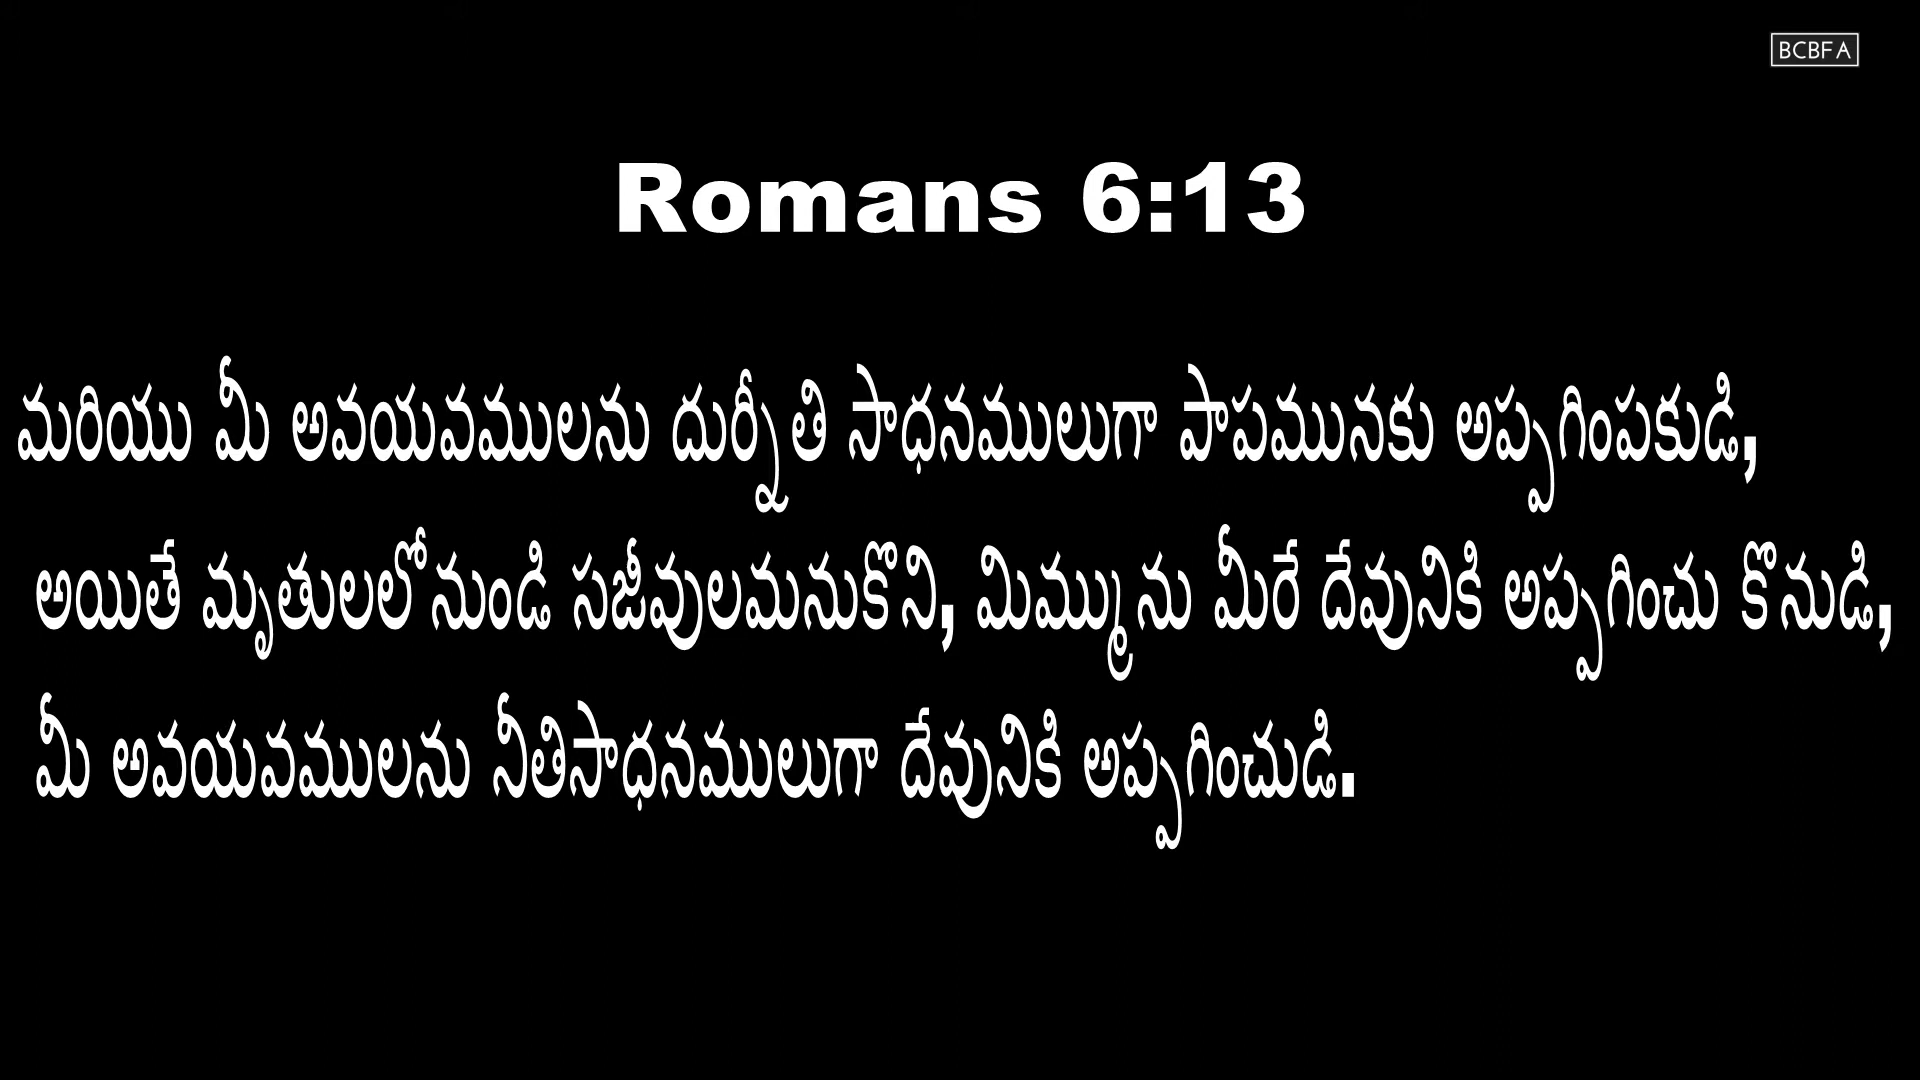 BCBFA
Romans 6:13
మరియు మీ అవయవములను దుర్నీతి సాధనములుగా పాపమునకు అప్పగింపకుడి,
అయితే మృతులలోనుండి సజీవులమనుకొని, మిమ్మును మీరే దేవునికి అప్పగించు కొనుడి,
మీ అవయవములను నీతిసాధనములుగా దేవునికి అప్పగించుడి.